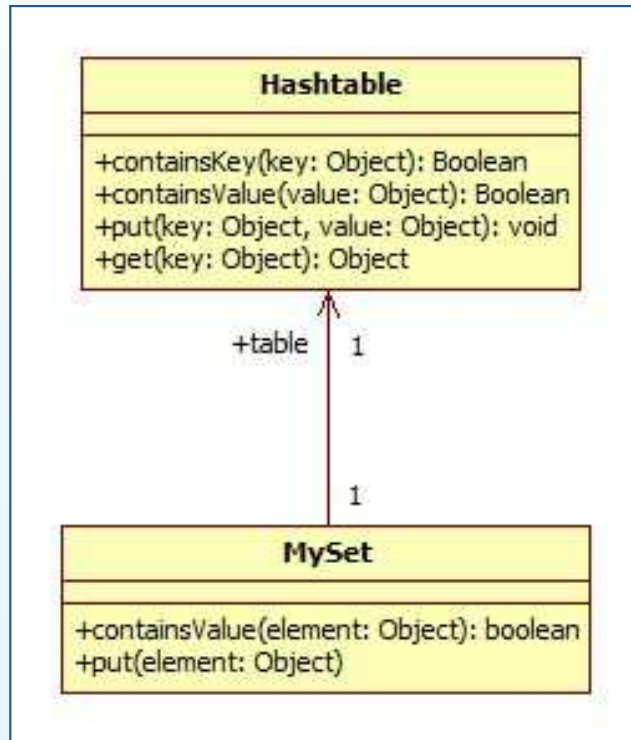 Hashtable
+containsKey(key: Object): Boolean
+containsValue(value: Object): Boolean
+put(key: Object, value: Object): void
+get(key: Object): Object
+table
1
1
MySet
+containsValue(element: Object): boolean
+put(element: Object)